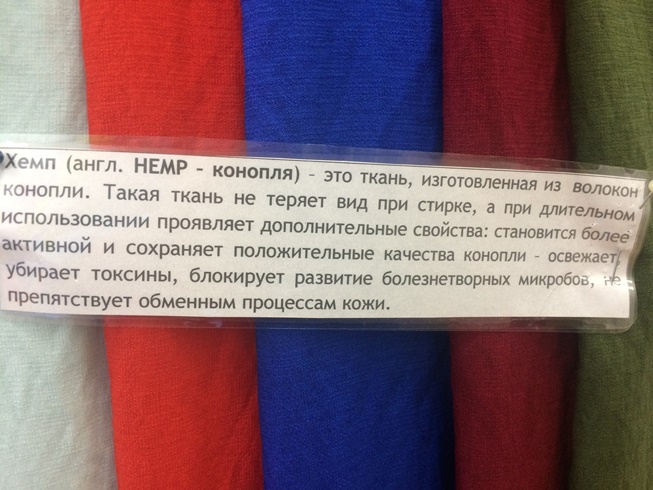 Хемп (англ. HEMP - конопля) - это ткань, изготовленная из волокон
конопли. Такая ткань не теряет вид при стирке, а при длительном
использовании проявляет дополнительные свойства: становится более
активной и сохраняет положительные качества конопли - освежает,
убирает токсины, блокирует развитие болезнетворных микробов, не
препятствует обменным процессам кожи.